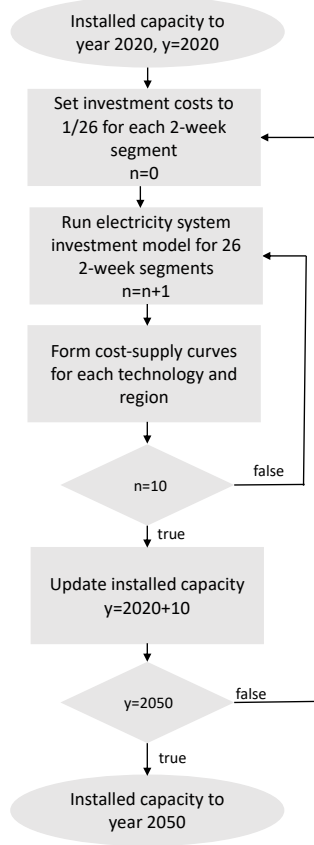 Installed capacity to
year 2020, y=2020
Set investment costs to
1/26 for each 2-week
segment
n=0
Run electricity system
investment model for 26
2-week segments
n=n+1
Form cost-supply curves
for each technology and
region
n=10
false
true
Update installed capacity
y=2020+10
y=2050
false
true
Installed capacity to
year 2050